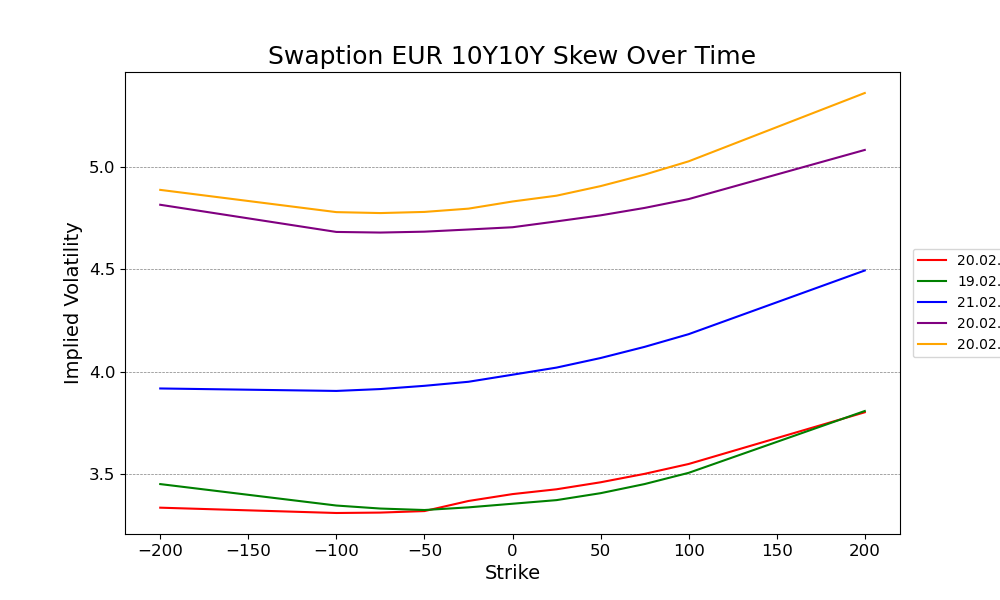 Swaption EUR 10Y10Y Skew Over Time
Implied Volatility
5.0
4.5
4.0
3.5
−200 −150 −100 −50 0 50 100 150 200
Strike
20.02.
19.02.
21.02.
20.02.
20.02.